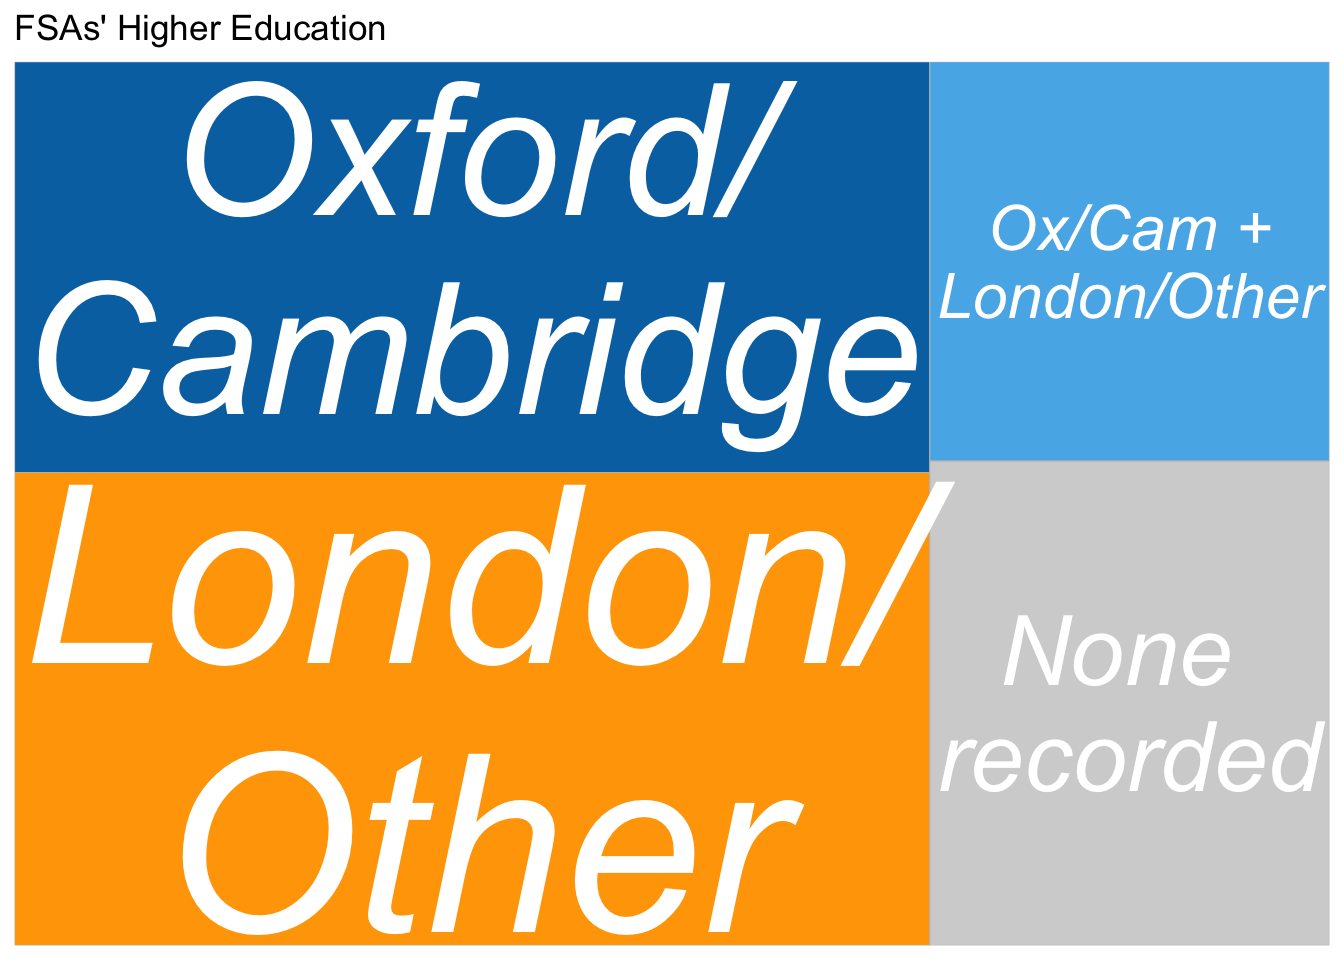 FSAs' Higher Education
Oxford/
Cambridge
Ox/Cam +
London/Other
London/
Other
None
recorded